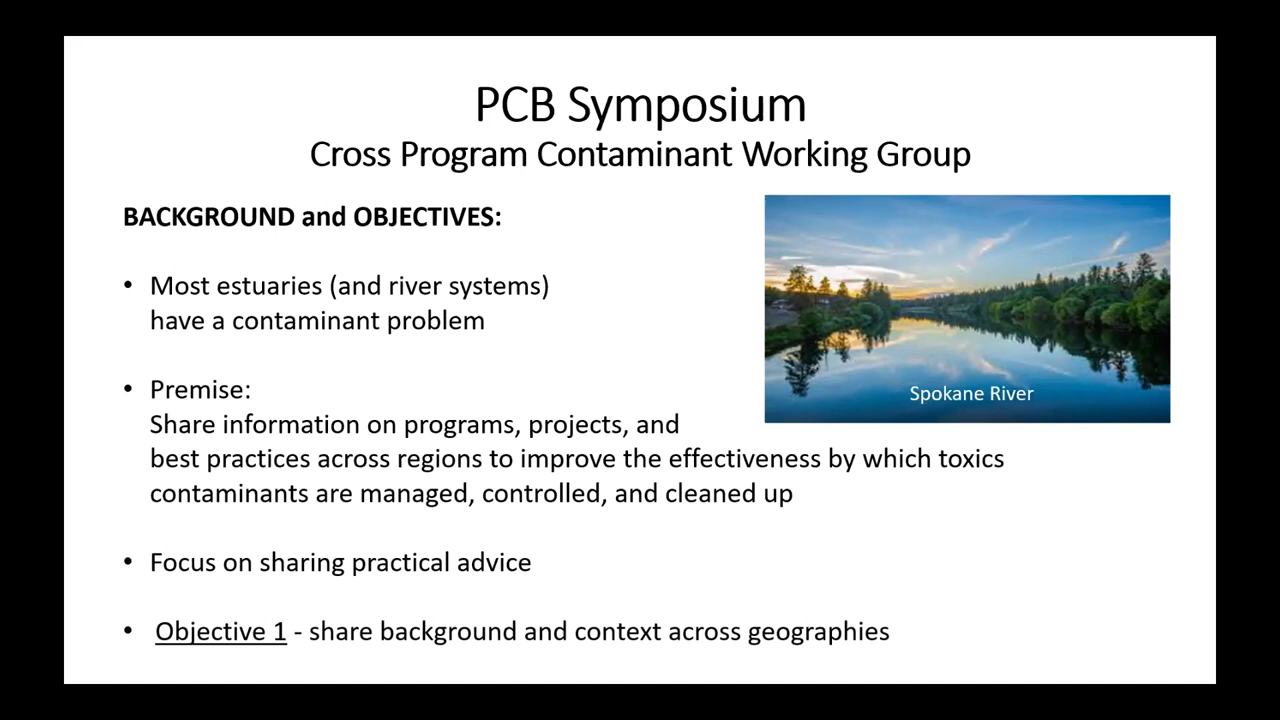 PCB Symposium
Cross Program Contaminant Working Group
BACKGROUND and OBJECTIVES:
• Most estuaries (and river systems)
have a contaminant problem
• Premise:
Share information on programs, projects, and
best practices across regions to improve the effectiveness by which toxics
contaminants are managed, controlled, and cleaned up
• Focus on sharing practical advice
• Objective 1 - share background and context across geographies
Spokane River